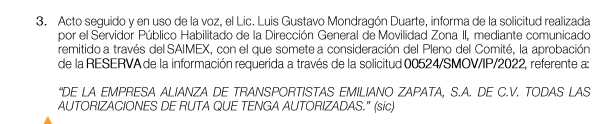 3. Acto seguido y en uso de la voz, el Lic. Luis Gustavo Mondragón Duarte, informa de la solicitud realizada
por el Servidor Público Habilitado de la Dirección General de Movilidad Zona II, mediante comunicado
remitido a través del SAIMEX, con el que somete a consideración del Pleno del Comité, la aprobación
de la RESERVA de la información requerida a través de la solicitud 00524/SMOV/IP/2022, referente a:
"DE LA EMPRESA ALIANZA DE TRANSPORTISTAS EMILIANO ZAPATA, S.A. DE C.V. TODAS LAS
AUTORIZACIONES DE RUTA QUE TENGA AUTORIZADAS." (sic)